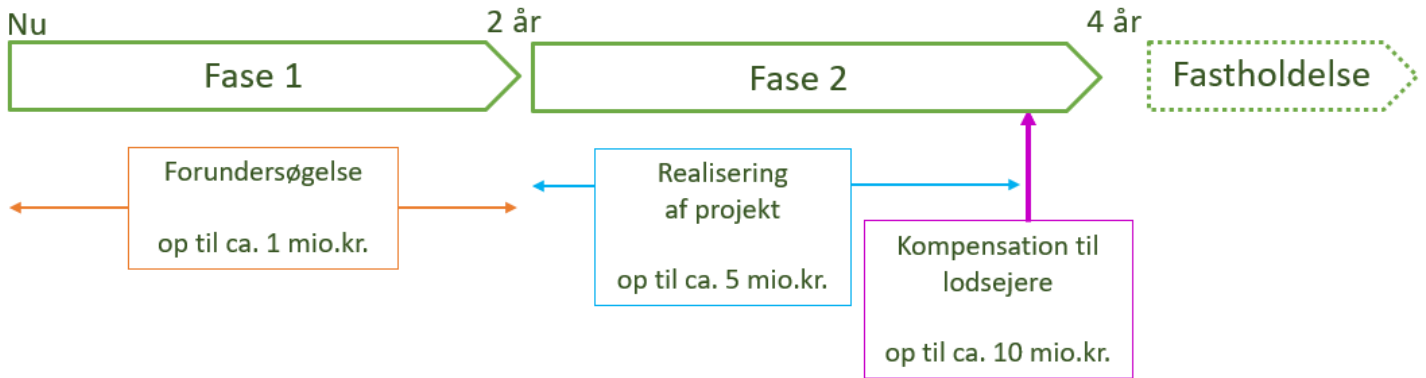 Nu
2 år
4 år
Fase 1
Fase 2
Fastholdelse
Forundersøgelse
op til ca. 1 mio.kr.
Realisering
af projekt
op til ca. 5 mio.kr.
Kompensation til
lodsejere
op til ca. 10 mio.kr.